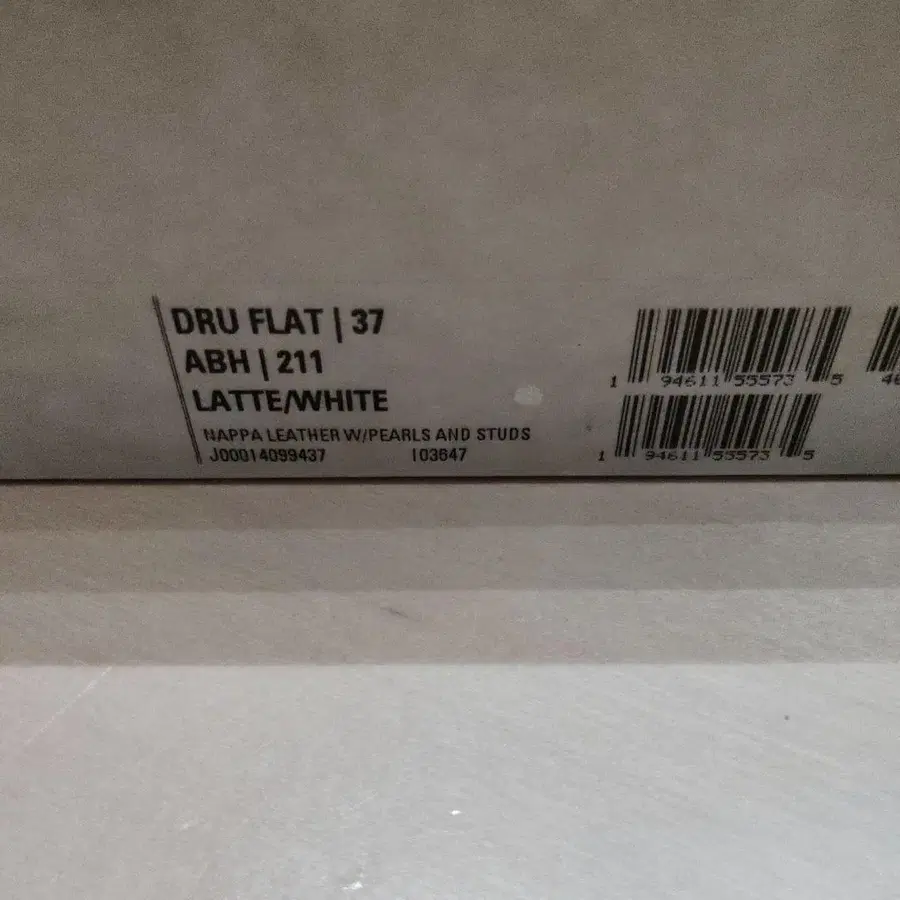 DRU FLAT | 37
ABH | 211
LATTE/WHITE
NAPPA LEATHER W/PEARLS AND STUDS
J00014099437 103647
1 94611 55573 5
1 94611 55573 5